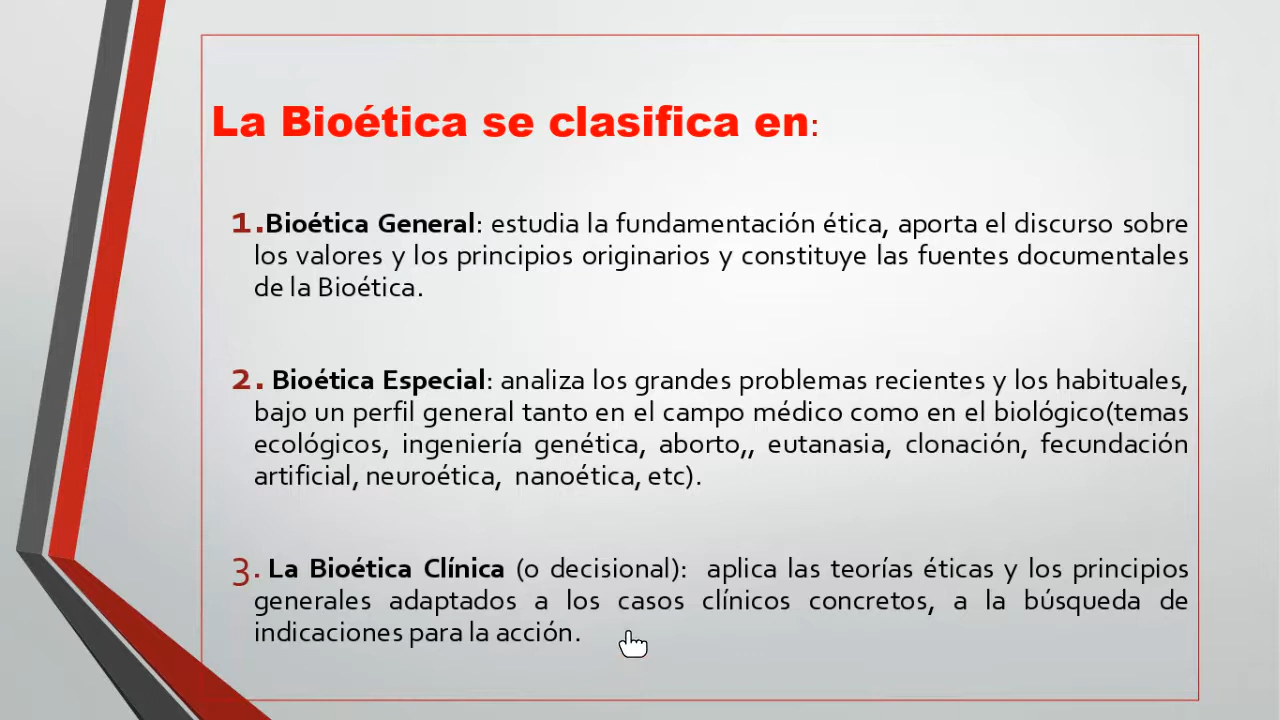 La Bioética se clasifica en:
1.Bioética General: estudia la fundamentación ética, aporta el discurso sobre
los valores y los principios originarios y constituye las fuentes documentales
de la Bioética.
2. Bioética Especial: analiza los grandes problemas recientes y los habituales,
bajo un perfil general tanto en el campo médico como en el biológico(temas
ecológicos, ingeniería genética, aborto,, eutanasia, clonación, fecundación
artificial, neuroética, nanoética, etc).
3. La Bioética Clínica (o decisional): aplica las teorías éticas y los principios
generales adaptados a los casos clínicos concretos, a la búsqueda de
indicaciones para la acción.